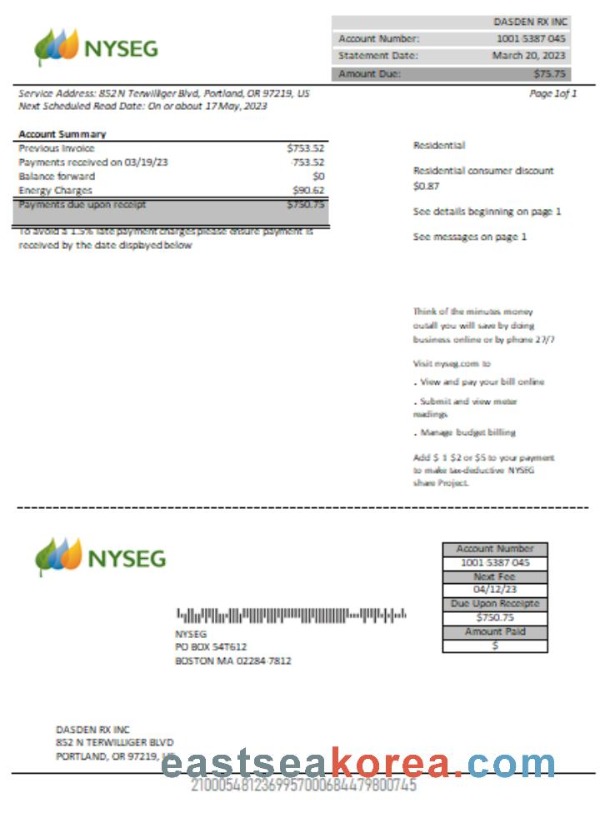 NYSEG
DASDEN RX INC
Account Number: 1001 5387 045
Statement Date: March 20, 2023
Amount Due: $75.75
Service Address: 852 N Terwilliger Blvd, Portland, OR 97219, US
Page 1 of 1
Next Scheduled Read Date: On or about 17 May, 2023
Account Summary
Previous Invoice $753.52
Payments received on 03/19/23 -753.52
Balance forward $0
Energy Charges $90.62
Payments due upon receipt $750.75
To avoid a 1.5% late payment charges please ensure payment is
received by the date displayed below
Residential
Residential consumer discount
$0.87
See details beginning on page 1
See messages on page 1
Think of the minutes money
outall you will save by doing
business online or by phone 27/7
Visit nyseg.com to
. View and pay your bill online
. Submit and view meter
readings
. Manage budget billing
Add $ 1 $2 or $5 to your payment
to make tax-deductive NYSEG
share Project.
NYSEG
Account Number
1001 5387 045
Next Fee
04/12/23
Due Upon Receipte
$750.75
Amount Paid
$
NYSEG
PO BOX 54T612
BOSTON MA 02284 7812
DASDEN RX INC
852 N TERWILLIGER BLVD
PORTLAND, OR 97219, US
eastseakorea.com
2100054812369957000684479800745